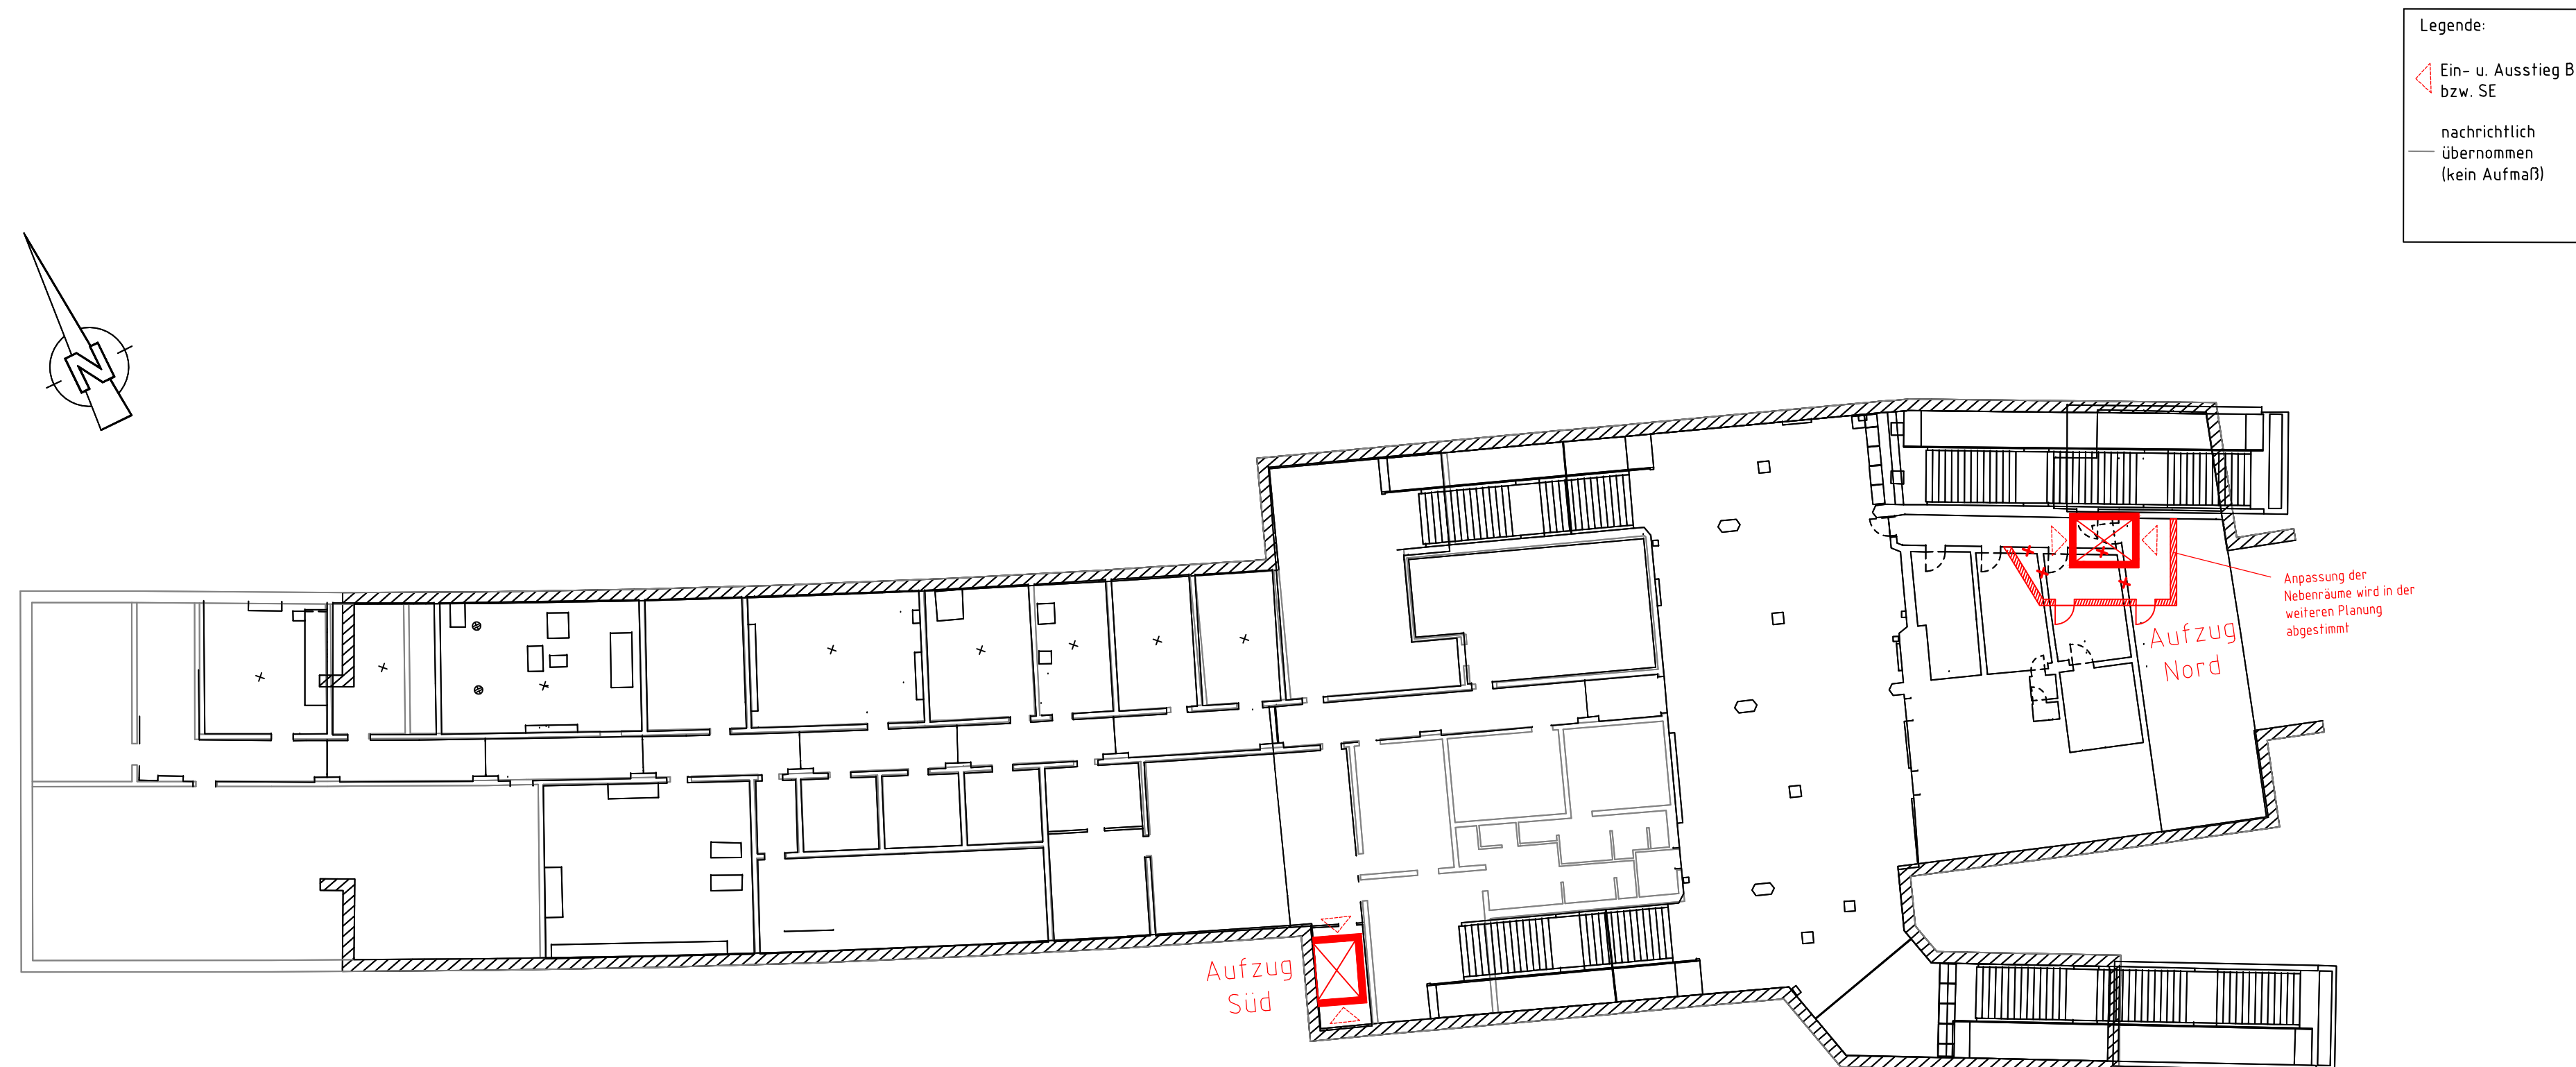 Legende:
Ein- u. Ausstieg B
bzw. SE
nachrichtlich
übernommen
(kein Aufmaß)
N
Anpassung der
Nebenräume wird in der
weiteren Planung
abgestimmt
Aufzug
Nord
Aufzug
Süd